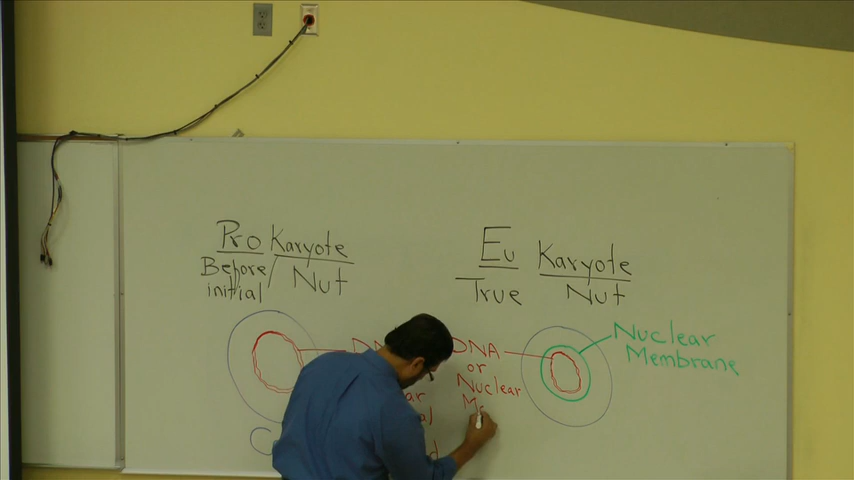 Pro Karyote
Before/
initial
Nut
Eu Karyote
True Nut
DNA
or
Nuclear
Nuclear
Membrane